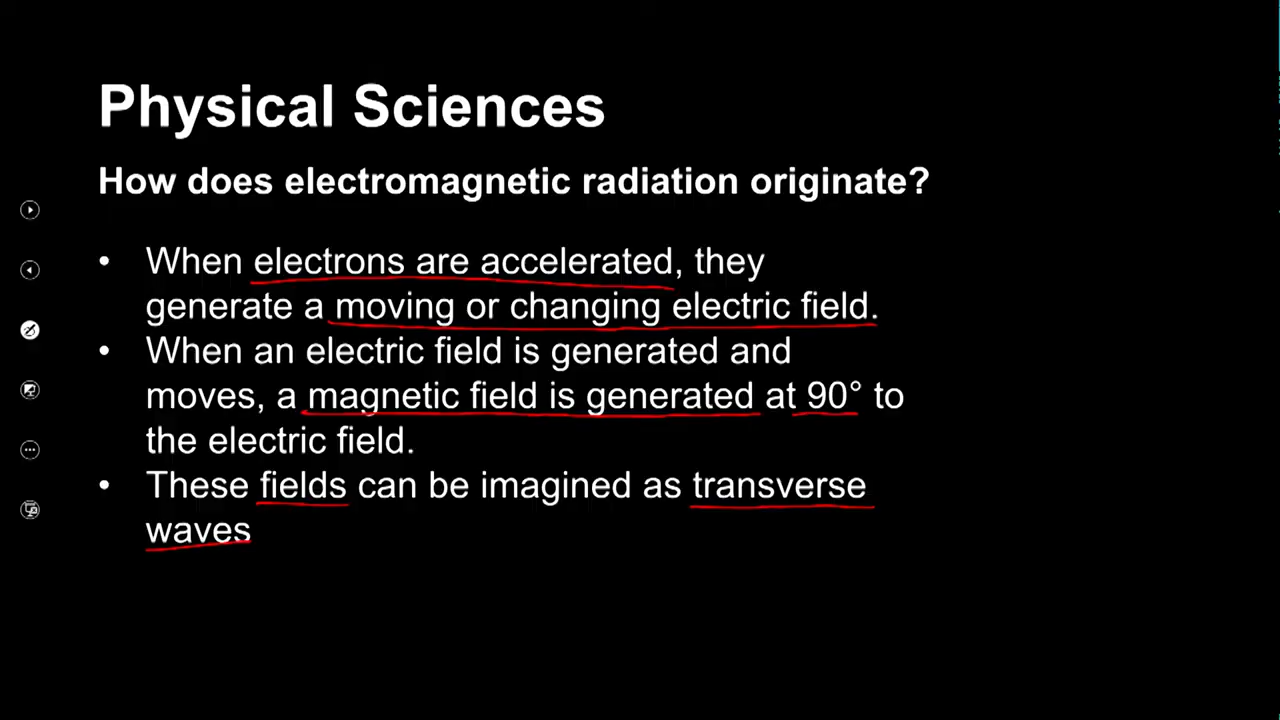 Physical Sciences
How does electromagnetic radiation originate?
• When electrons are accelerated, they
generate a moving or changing electric field.
• When an electric field is generated and
moves, a magnetic field is generated at 90° to
the electric field.
• These fields can be imagined as transverse
waves